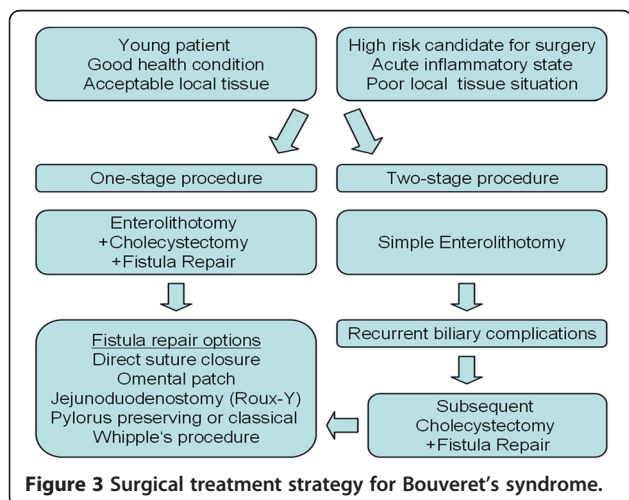 Young patient
Good health condition
Acceptable local tissue
High risk candidate for surgery
Acute inflammatory state
Poor local tissue situation
One-stage procedure
Two-stage procedure
Enterolithotomy
+Cholecystectomy
+Fistula Repair
Simple Enterolithotomy
Fistula repair options
Direct suture closure
Omental patch
Jejunoduodenostomy (Roux-Y)
Pylorus preserving or classical
Whipple's procedure
Recurrent biliary complications
Subsequent
Cholecystectomy
+Fistula Repair
Figure 3 Surgical treatment strategy for Bouveret's syndrome.